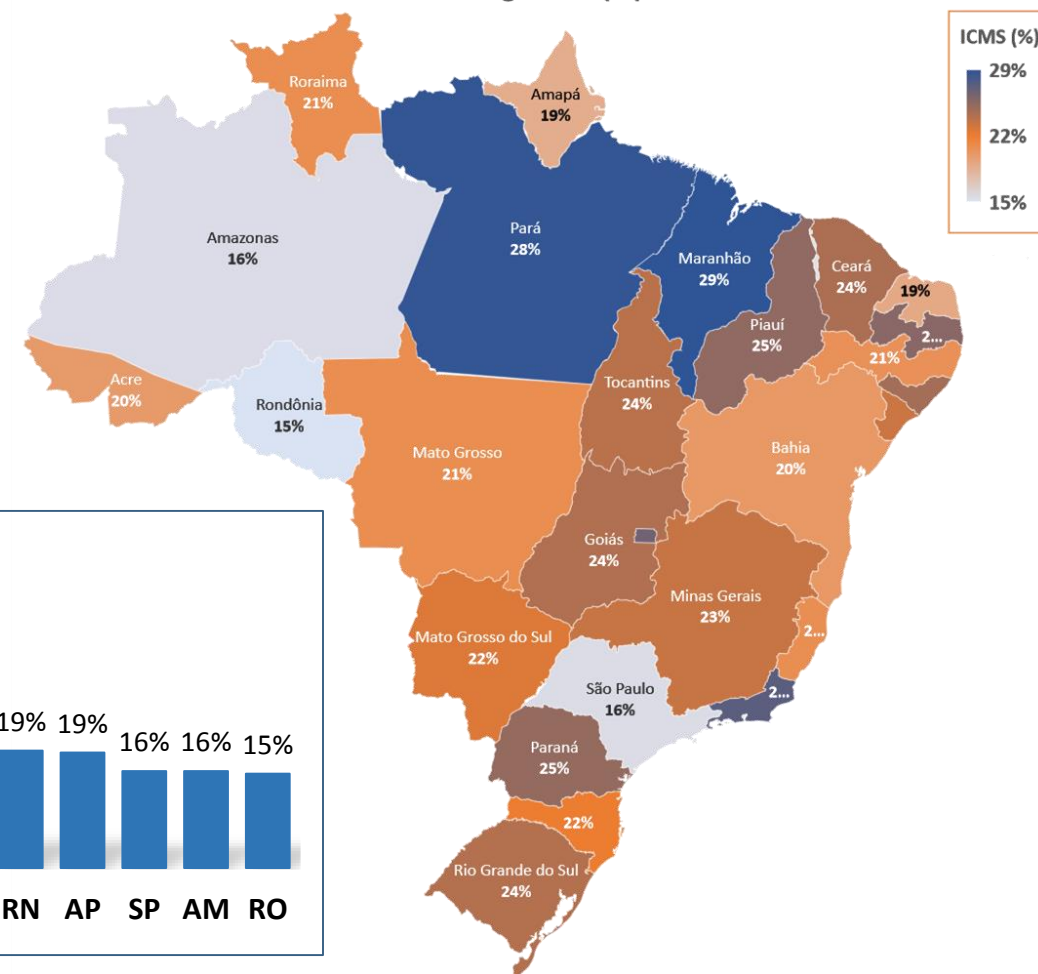 ICMS (%)
29%
22%
15%
Roraima
21%
Amapá
19%
Amazonas
16%
Pará
28%
Maranhão
29%
Ceará
24%
19%
Piauí
25%
2...
21%
Acre
20%
Rondônia
15%
Tocantins
24%
Mato Grosso
21%
Bahia
20%
Goiás
24%
Minas Gerais
23%
2...
Mato Grosso do Sul
22%
São Paulo
16%
2...
Paraná
25%
22%
Rio Grande do Sul
24%
19% 19% 16% 16% 15%
RN AP SP AM RO